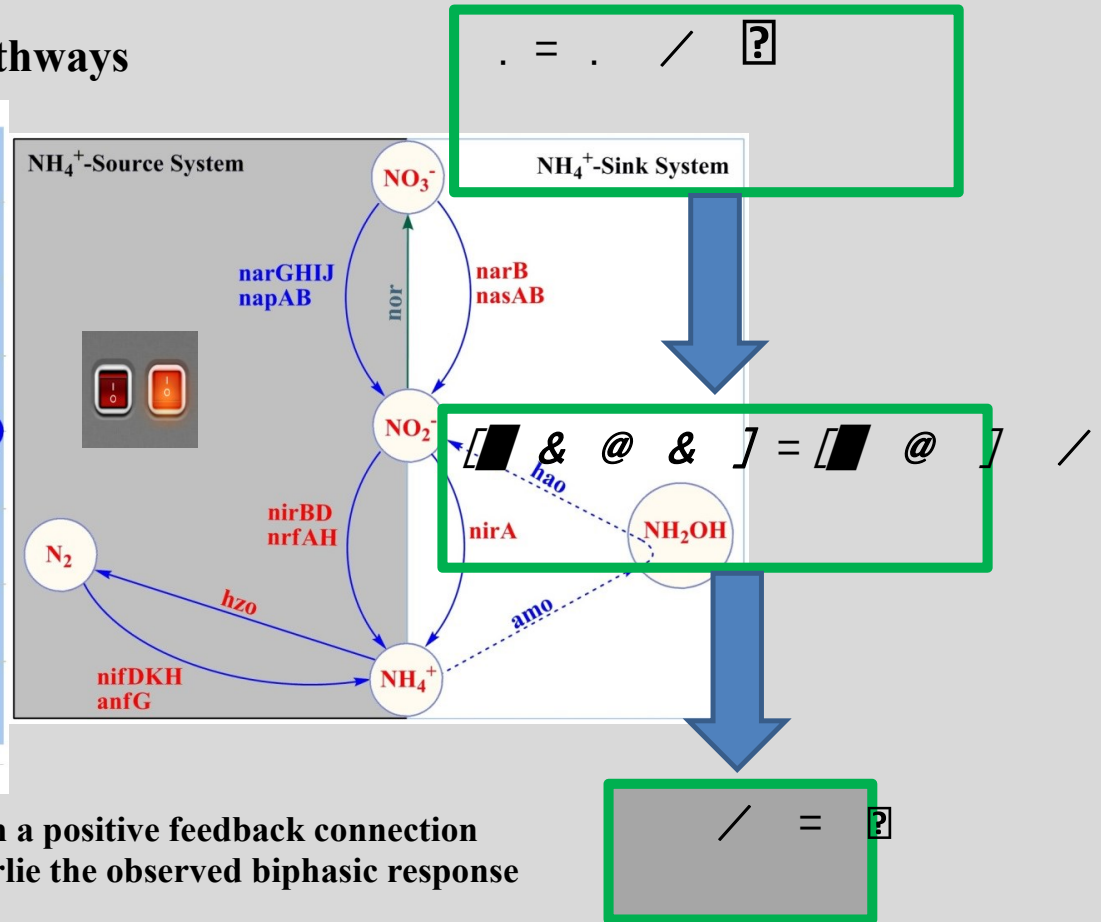 thways
. = . / ?
NH4+-Source System
NH4+-Sink System
NO3-
narGHIJ
napAB
nor
narB
nasAB
NO2-
[█ & @ & ] = [█ @ ] /
hao
nirBD
nrfAH
nirA
NH2OH
N2
hzo
amo
nifDKH
anfG
NH4+
/ = ?
a positive feedback connection
rlie the observed biphasic response